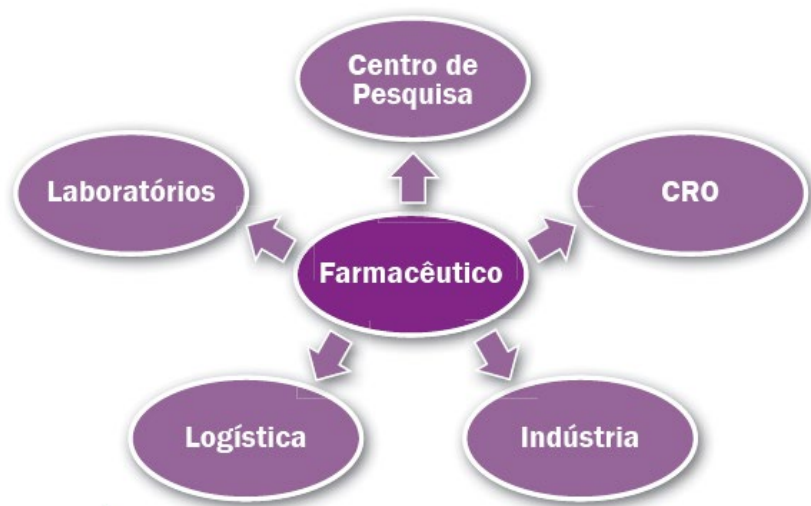 Centro de
Pesquisa
Laboratórios
CRO
Farmacêutico
Logística
Indústria